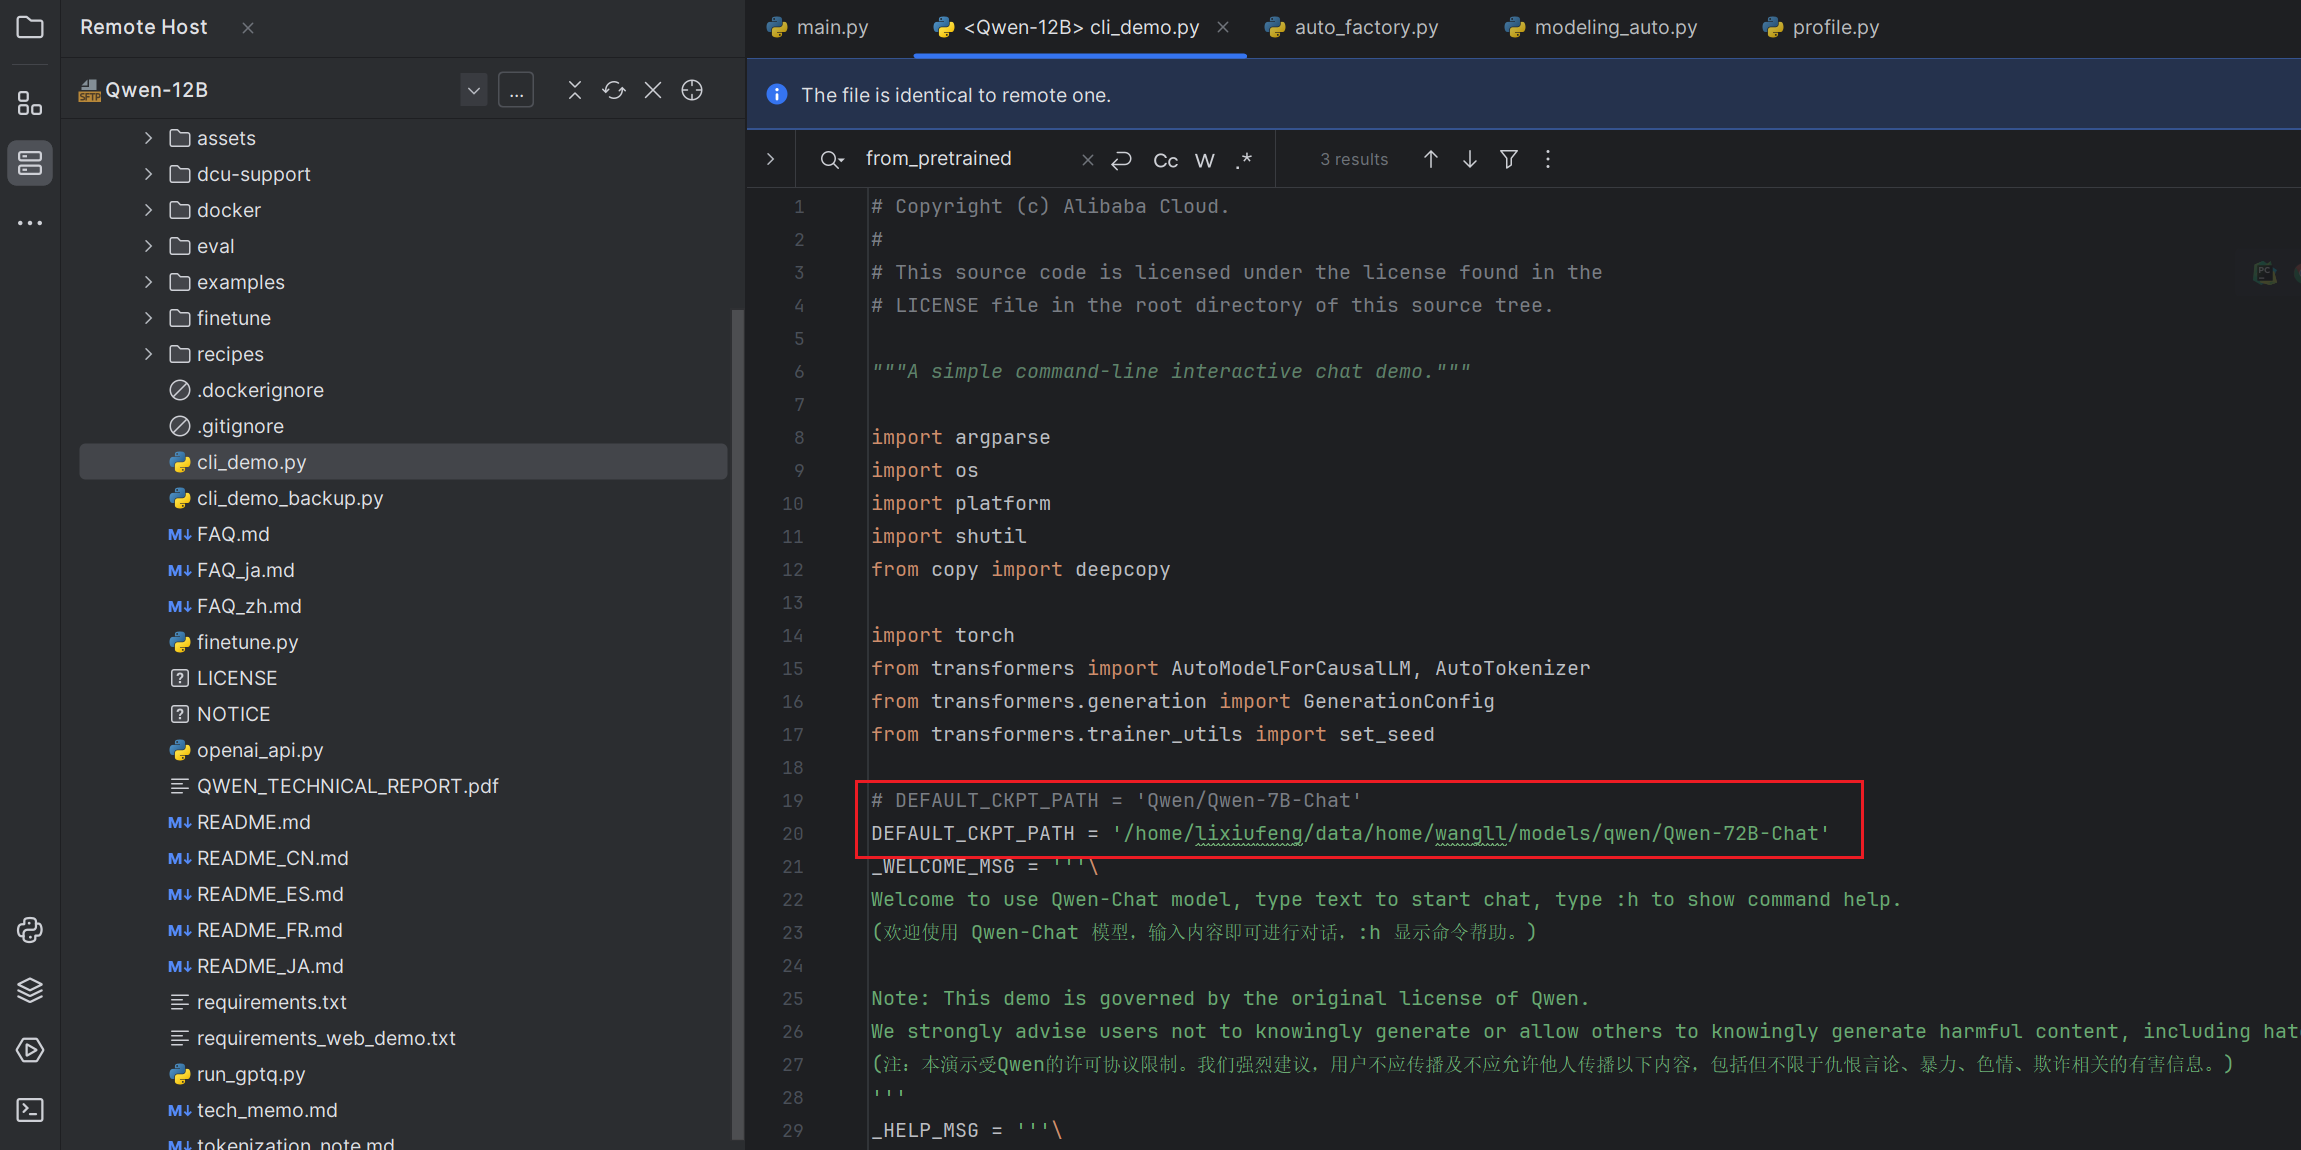 Remote Host
Qwen-12B
...
assets
dcu-support
docker
eval
examples
finetune
recipes
.dockerignore
.gitignore
cli_demo.py
cli_demo_backup.py
FAQ.md
FAQ_ja.md
FAQ_zh.md
finetune.py
LICENSE
NOTICE
openai_api.py
QWEN_TECHNICAL_REPORT.pdf
README.md
README_CN.md
README_ES.md
README_FR.md
README_JA.md
requirements.txt
requirements_web_demo.txt
run_gptq.py
tech_memo.md
tokenization_note.md
main.py
<Qwen-12B> cli_demo.py
auto_factory.py
modeling_auto.py
profile.py
The file is identical to remote one.
from_pretrained
Cc W .*
3 results
1 # Copyright (c) Alibaba Cloud.
2 #
3 # This source code is licensed under the license found in the
4 # LICENSE file in the root directory of this source tree.
5
6 """A simple command-line interactive chat demo."""
7
8 import argparse
9 import os
10 import platform
11 import shutil
12 from copy import deepcopy
13
14 import torch
15 from transformers import AutoModelForCausalLM, AutoTokenizer
16 from transformers.generation import GenerationConfig
17 from transformers.trainer_utils import set_seed
18
19 # DEFAULT_CKPT_PATH = 'Qwen/Qwen-7B-Chat'
20 DEFAULT_CKPT_PATH = '/home/lixiufeng/data/home/wangll/models/qwen/Qwen-72B-Chat'
21 _WELCOME_MSG = '''\
22 Welcome to use Qwen-Chat model, type text to start chat, type :h to show command help.
23 (欢迎使用 Qwen-Chat 模型，输入内容即可进行对话，:h 显示命令帮助。)
24
25 Note: This demo is governed by the original license of Qwen.
26 We strongly advise users not to knowingly generate or allow others to knowingly generate harmful content, including hat
27 (注：本演示受Qwen的许可协议限制。我们强烈建议，用户不应传播及不应允许他人传播以下内容，包括但不限于仇恨言论、暴力、色情、欺诈相关的有害信息。)
28 '''
29 _HELP_MSG = '''\